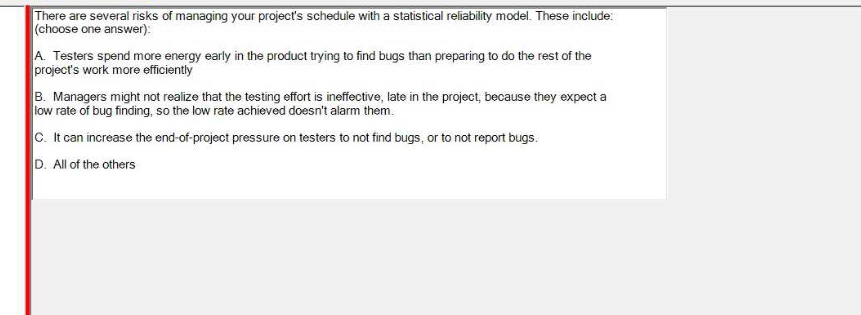 There are several risks of managing your project's schedule with a statistical reliability model. These include:
(choose one answer):
A. Testers spend more energy early in the product trying to find bugs than preparing to do the rest of the
project's work more efficiently
B. Managers might not realize that the testing effort is ineffective, late in the project, because they expect a
low rate of bug finding, so the low rate achieved doesn't alarm them.
C. It can increase the end-of-project pressure on testers to not find bugs, or to not report bugs.
D. All of the others